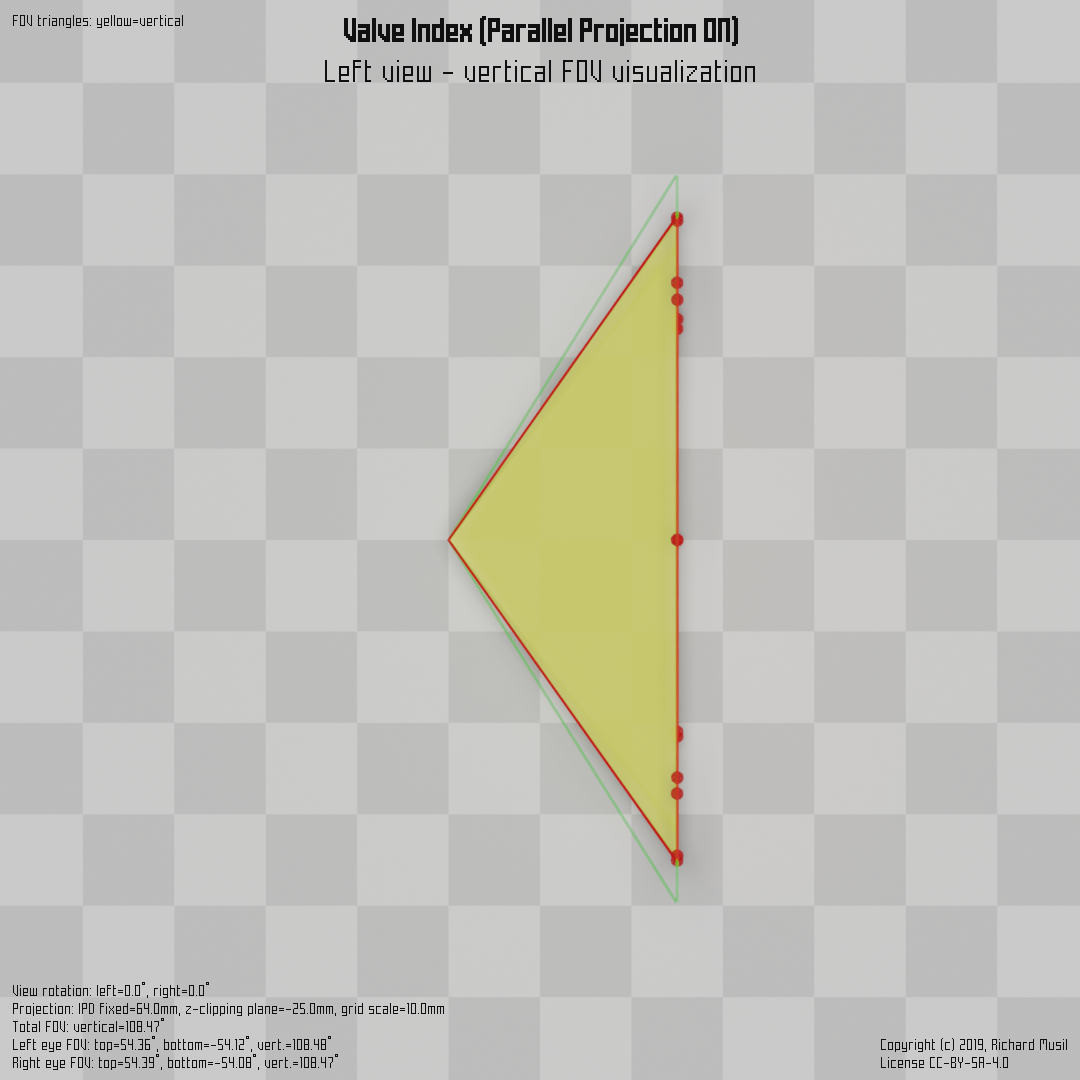 FOV triangles: yellow=vertical
Valve Index (Parallel Projection ON)
Left view - vertical FOV visualization
View rotation: left=0.0°, right=0.0°
Projection: IPD fixed=64.0mm, z-clipping plane=-25.0mm, grid scale=10.0mm
Total FOV: vertical=108.47°
Left eye FOV: top=54.36°, bottom=-54.12°, vert.=108.48°
Right eye FOV: top=54.39°, bottom=-54.08°, vert.=108.47°
Copyright (c) 2019, Richard Musil
License CC-BY-SA-4.0